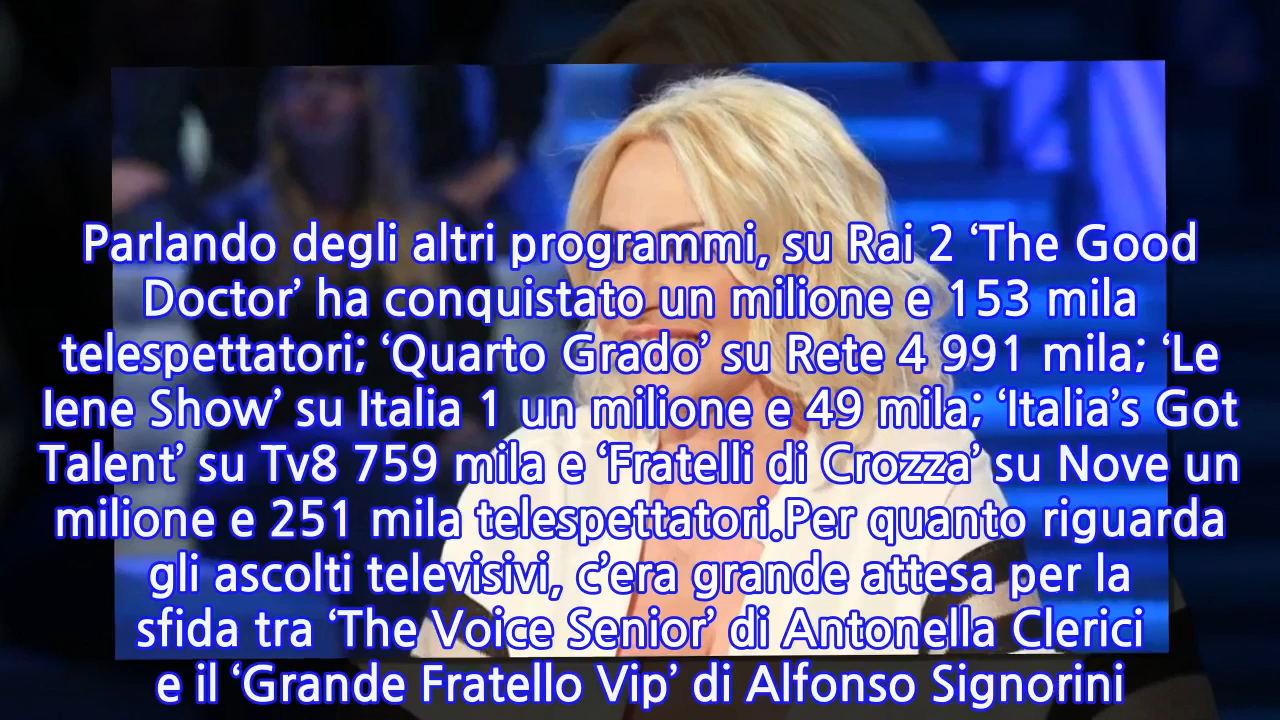 Parlando degli altri programmi, su Rai 2 ‘The Good
Doctor’ ha conquistato un milione e 153 mila
telespettatori; ‘Quarto Grado’ su Rete 4 991 mila; ‘Le
Iene Show’ su Italia 1 un milione e 49 mila; ‘Italia’s Got
Talent’ su Tv8 759 mila e ‘Fratelli di Crozza’ su Nove un
milione e 251 mila telespettatori.Per quanto riguarda
gli ascolti televisivi, c’era grande attesa per la
sfida tra ‘The Voice Senior’ di Antonella Clerici
e il ‘Grande Fratello Vip’ di Alfonso Signorini